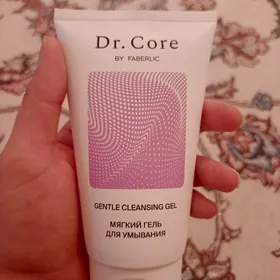 Dr. Core
BY FABERLIC
GENTLE CLEANSING GEL
МЯГКИЙ ГЕЛЬ
ДЛЯ УМЫВАНИЯ